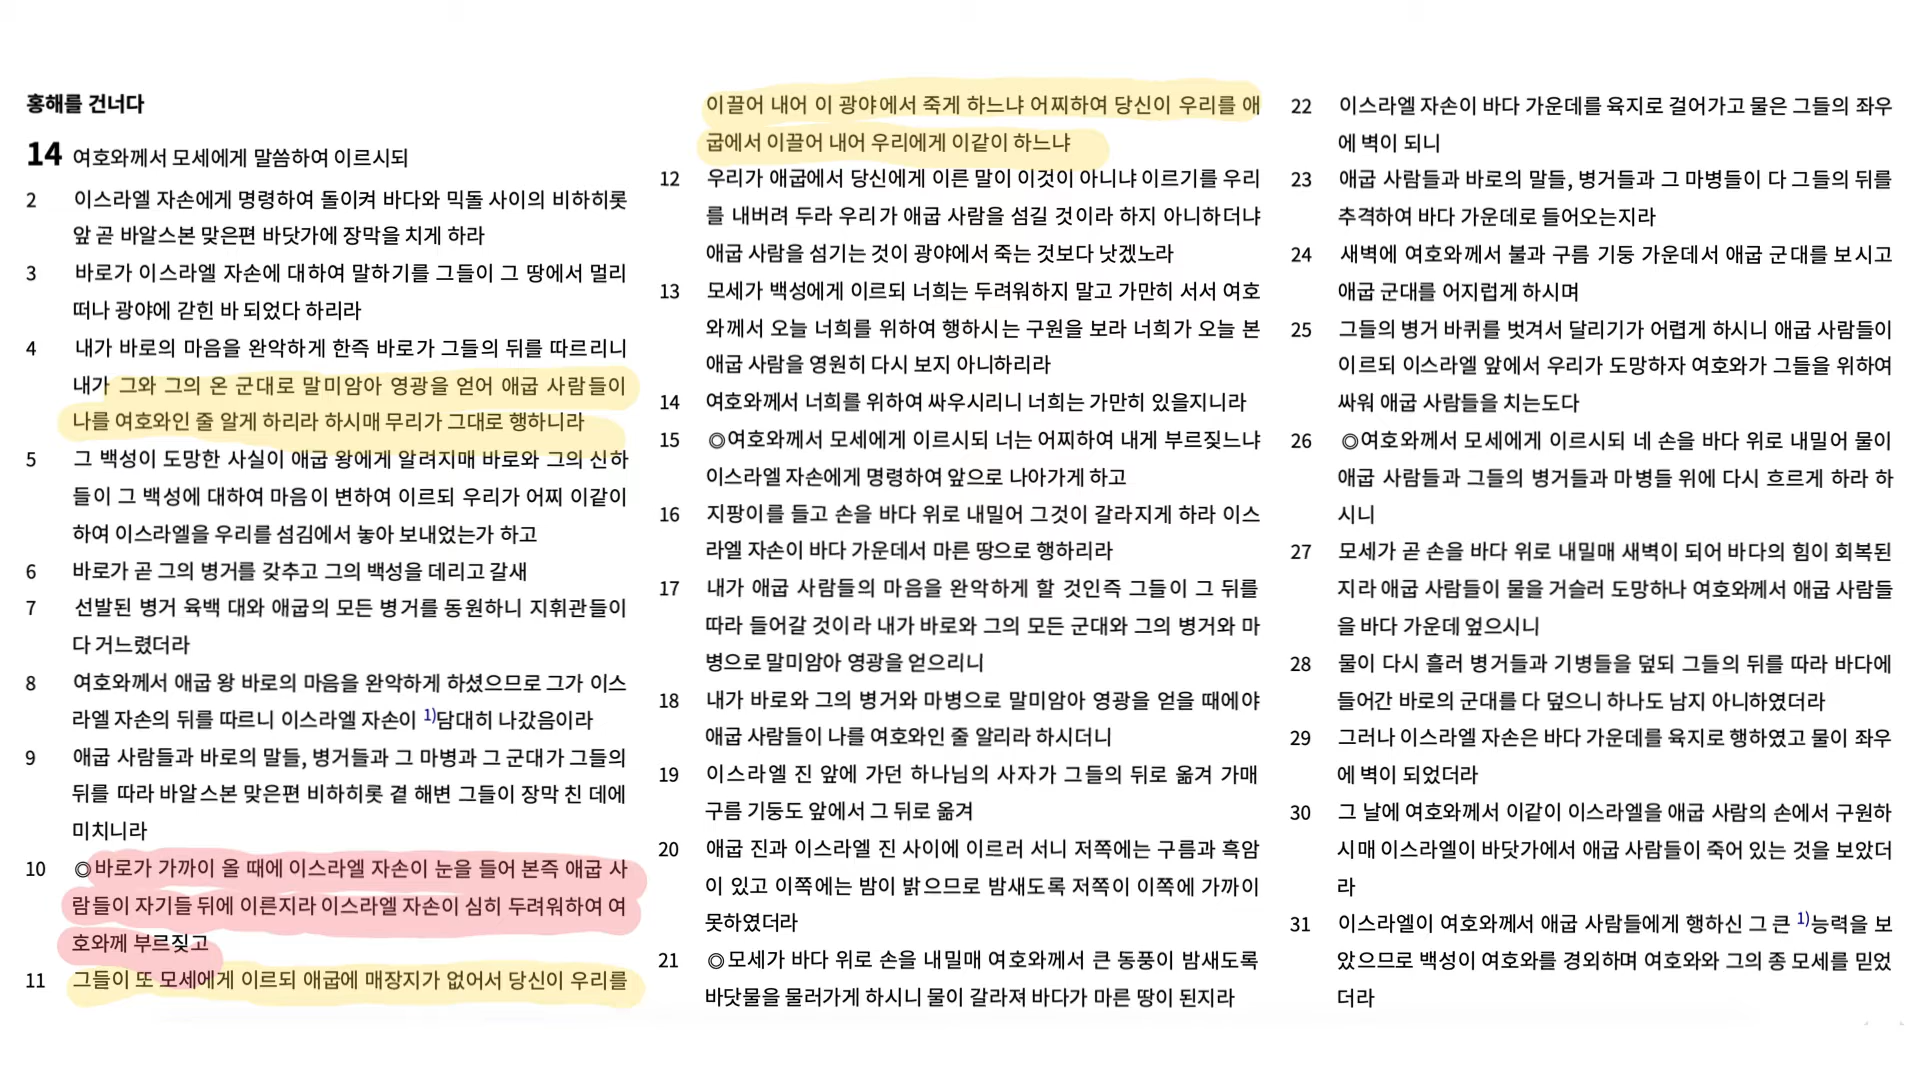 홍해를 건너다
14 여호와께서 모세에게 말씀하여 이르시되
2 이스라엘 자손에게 명령하여 돌이켜 바다와 믹돌 사이의 비하히롯
앞 곧 바알스본 맞은편 바닷가에 장막을 치게 하라
3 바로가 이스라엘 자손에 대하여 말하기를 그들이 그 땅에서 멀리
떠나 광야에 갇힌 바 되었다 하리라
4 내가 바로의 마음을 완악하게 한즉 바로가 그들의 뒤를 따르리니
내가 그와 그의 온 군대로 말미암아 영광을 얻어 애굽 사람들이
나를 여호와인 줄 알게 하리라 하시매 무리가 그대로 행하니라
5 그 백성이 도망한 사실이 애굽 왕에게 알려지매 바로와 그의 신하
들이 그 백성에 대하여 마음이 변하여 이르되 우리가 어찌 이같이
하여 이스라엘을 우리를 섬김에서 놓아 보내었는가 하고
6 바로가 곧 그의 병거를 갖추고 그의 백성을 데리고 갈새
7 선발된 병거 육백 대와 애굽의 모든 병거를 동원하니 지휘관들이
다 거느렸더라
8 여호와께서 애굽 왕 바로의 마음을 완악하게 하셨으므로 그가 이스
라엘 자손의 뒤를 따르니 이스라엘 자손이 1)담대히 나갔음이라
9 애굽 사람들과 바로의 말들, 병거들과 그 마병과 그 군대가 그들의
뒤를 따라 바알스본 맞은편 비하히롯 곁 해변 그들이 장막 친 데에
미치니라
10 ◎바로가 가까이 올 때에 이스라엘 자손이 눈을 들어 본즉 애굽 사
람들이 자기들 뒤에 이른지라 이스라엘 자손이 심히 두려워하여 여
호와께 부르짖고
11 그들이 또 모세에게 이르되 애굽에 매장지가 없어서 당신이 우리를
이끌어 내어 이 광야에서 죽게 하느냐 어찌하여 당신이 우리를 애
굽에서 이끌어 내어 우리에게 이같이 하느냐
12 우리가 애굽에서 당신에게 이른 말이 이것이 아니냐 이르기를 우리
를 내버려 두라 우리가 애굽 사람을 섬길 것이라 하지 아니하더냐
애굽 사람을 섬기는 것이 광야에서 죽는 것보다 낫겠노라
13 모세가 백성에게 이르되 너희는 두려워하지 말고 가만히 서서 여호
와께서 오늘 너희를 위하여 행하시는 구원을 보라 너희가 오늘 본
애굽 사람을 영원히 다시 보지 아니하리라
14 여호와께서 너희를 위하여 싸우시리니 너희는 가만히 있을지니라
15 ◎여호와께서 모세에게 이르시되 너는 어찌하여 내게 부르짖느냐
이스라엘 자손에게 명령하여 앞으로 나아가게 하고
16 지팡이를 들고 손을 바다 위로 내밀어 그것이 갈라지게 하라 이스
라엘 자손이 바다 가운데서 마른 땅으로 행하리라
17 내가 애굽 사람들의 마음을 완악하게 할 것인즉 그들이 그 뒤를
따라 들어갈 것이라 내가 바로와 그의 모든 군대와 그의 병거와 마
병으로 말미암아 영광을 얻으리니
18 내가 바로와 그의 병거와 마병으로 말미암아 영광을 얻을 때에야
애굽 사람들이 나를 여호와인 줄 알리라 하시더니
19 이스라엘 진 앞에 가던 하나님의 사자가 그들의 뒤로 옮겨 가매
구름 기둥도 앞에서 그 뒤로 옮겨
20 애굽 진과 이스라엘 진 사이에 이르러 서니 저쪽에는 구름과 흑암
이 있고 이쪽에는 밤이 밝으므로 밤새도록 저쪽이 이쪽에 가까이
못하였더라
21 ◎모세가 바다 위로 손을 내밀매 여호와께서 큰 동풍이 밤새도록
바닷물을 물러가게 하시니 물이 갈라져 바다가 마른 땅이 된지라
22 이스라엘 자손이 바다 가운데를 육지로 걸어가고 물은 그들의 좌우
에 벽이 되니
23 애굽 사람들과 바로의 말들, 병거들과 그 마병들이 다 그들의 뒤를
추격하여 바다 가운데로 들어오는지라
24 새벽에 여호와께서 불과 구름 기둥 가운데서 애굽 군대를 보시고
애굽 군대를 어지럽게 하시며
25 그들의 병거 바퀴를 벗겨서 달리기가 어렵게 하시니 애굽 사람들이
이르되 이스라엘 앞에서 우리가 도망하자 여호와가 그들을 위하여
싸워 애굽 사람들을 치는도다
26 ◎여호와께서 모세에게 이르시되 네 손을 바다 위로 내밀어 물이
애굽 사람들과 그들의 병거들과 마병들 위에 다시 흐르게 하라 하
시니
27 모세가 곧 손을 바다 위로 내밀매 새벽이 되어 바다의 힘이 회복된
지라 애굽 사람들이 물을 거슬러 도망하나 여호와께서 애굽 사람들
을 바다 가운데 엎으시니
28 물이 다시 흘러 병거들과 기병들을 덮되 그들의 뒤를 따라 바다에
들어간 바로의 군대를 다 덮으니 하나도 남지 아니하였더라
29 그러나 이스라엘 자손은 바다 가운데를 육지로 행하였고 물이 좌우
에 벽이 되었더라
30 그 날에 여호와께서 이같이 이스라엘을 애굽 사람의 손에서 구원하
시매 이스라엘이 바닷가에서 애굽 사람들이 죽어 있는 것을 보았더
라
31 이스라엘이 여호와께서 애굽 사람들에게 행하신 그 큰 1)능력을 보
았으므로 백성이 여호와를 경외하며 여호와와 그의 종 모세를 믿었
더라